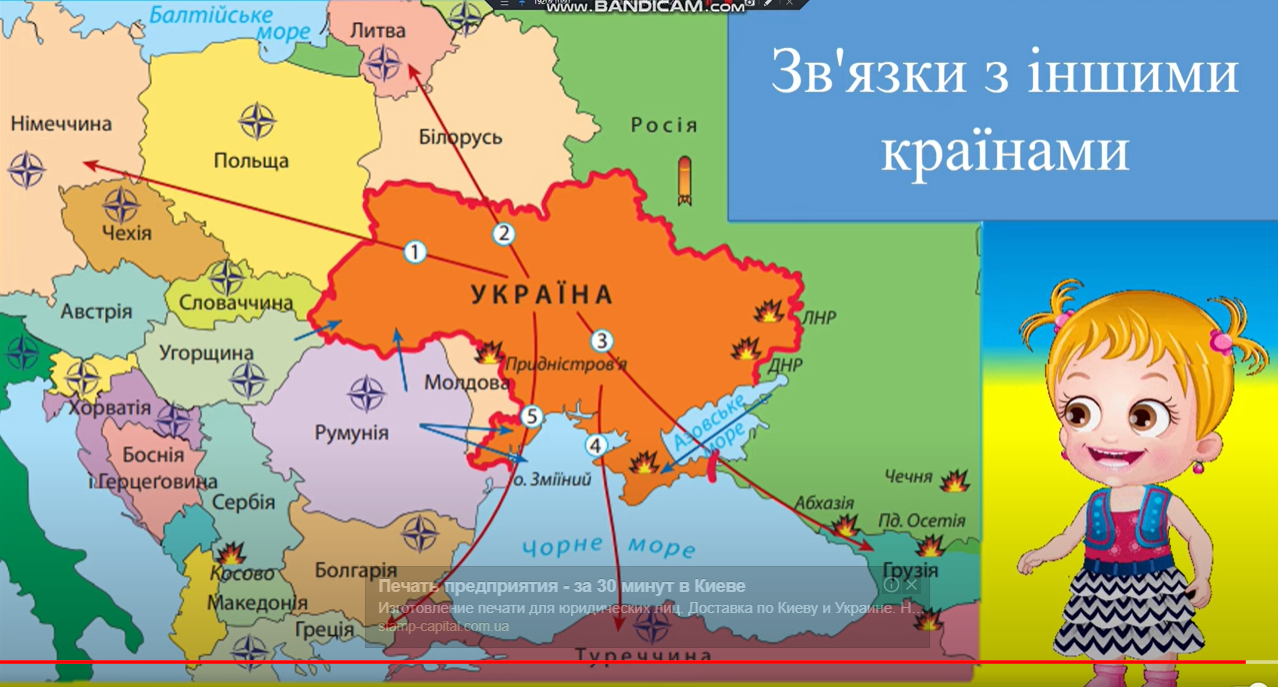 www.BANDICAM.com
Зв'язки з іншими
країнами
Балтійське
море
Литва
Німеччина
Польща
Білорусь
Росія
Чехія
Словаччина
Австрія
Угорщина
УКРАЇНА
1
2
3
4
5
ЛНР
ДНР
Придністров'я
Молдова
Румунія
Хорватія
Боснія
і Герцеґовина
Сербія
Азовське
море
о. Зміїний
Чечня
Абхазія
Пд. Осетія
Грузія
Чорне море
Косово
Болгарія
Македонія
Греція
Туреччина
Печать предприятия - за 30 минут в Киеве
Изготовление печати для юридических лиц. Доставка по Киеву и Украине. Н...
stamp-capital.com.ua